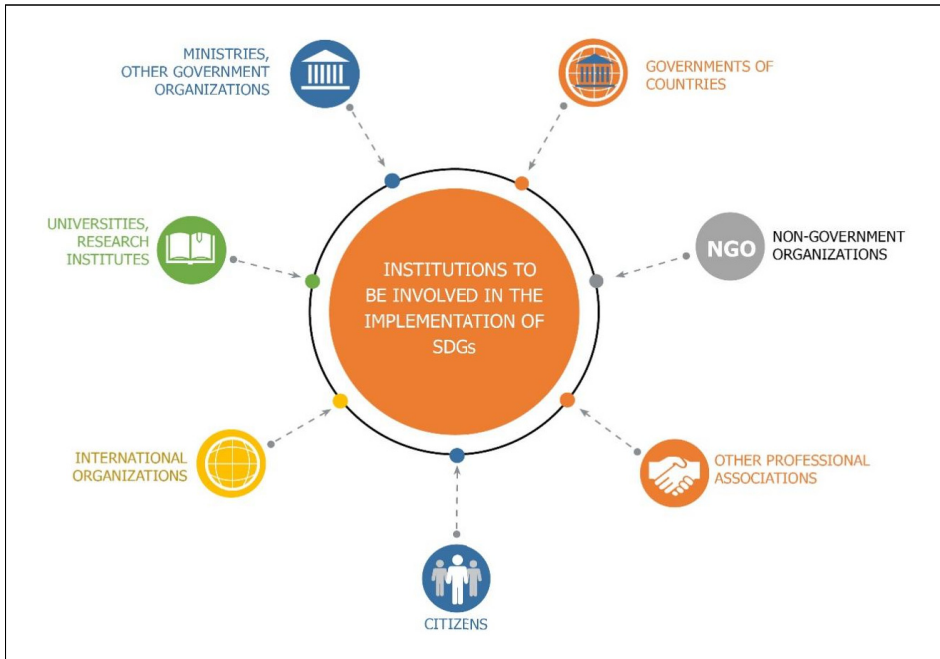 MINISTRIES,
OTHER GOVERNMENT
ORGANIZATIONS
GOVERNMENTS OF
COUNTRIES
UNIVERSITIES,
RESEARCH
INSTITUTES
NGO
NON-GOVERNMENT
ORGANIZATIONS
INSTITUTIONS TO
BE INVOLVED IN THE
IMPLEMENTATION OF
SDGs
INTERNATIONAL
ORGANIZATIONS
OTHER PROFESSIONAL
ASSOCIATIONS
CITIZENS